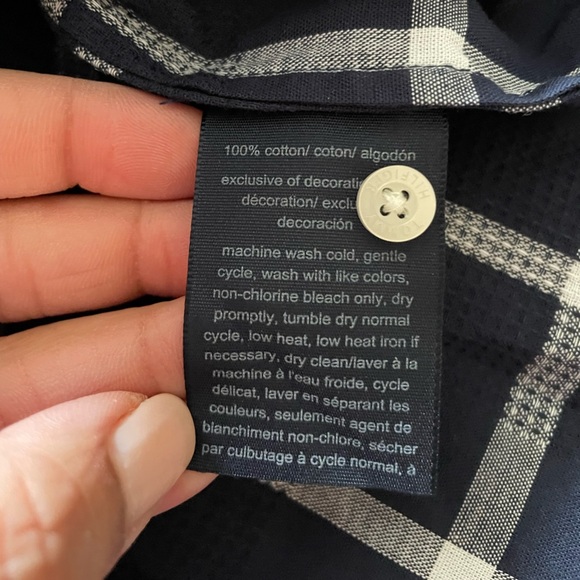 100% cotton/ coton/ algodón
exclusive of
décoration/
decoración
HILFIGER
machine wash cold, gentle
cycle, wash with like colors,
non-chlorine bleach only, dry
promptly, tumble dry normal
cycle, low heat, low heat iron if
necessary, dry clean/laver à la
machine à l'eau froide, cycle
délicat, laver en séparant les
couleurs, seulement agent de
blanchiment non-chlore, sécher
par culbutage à cycle normal, à